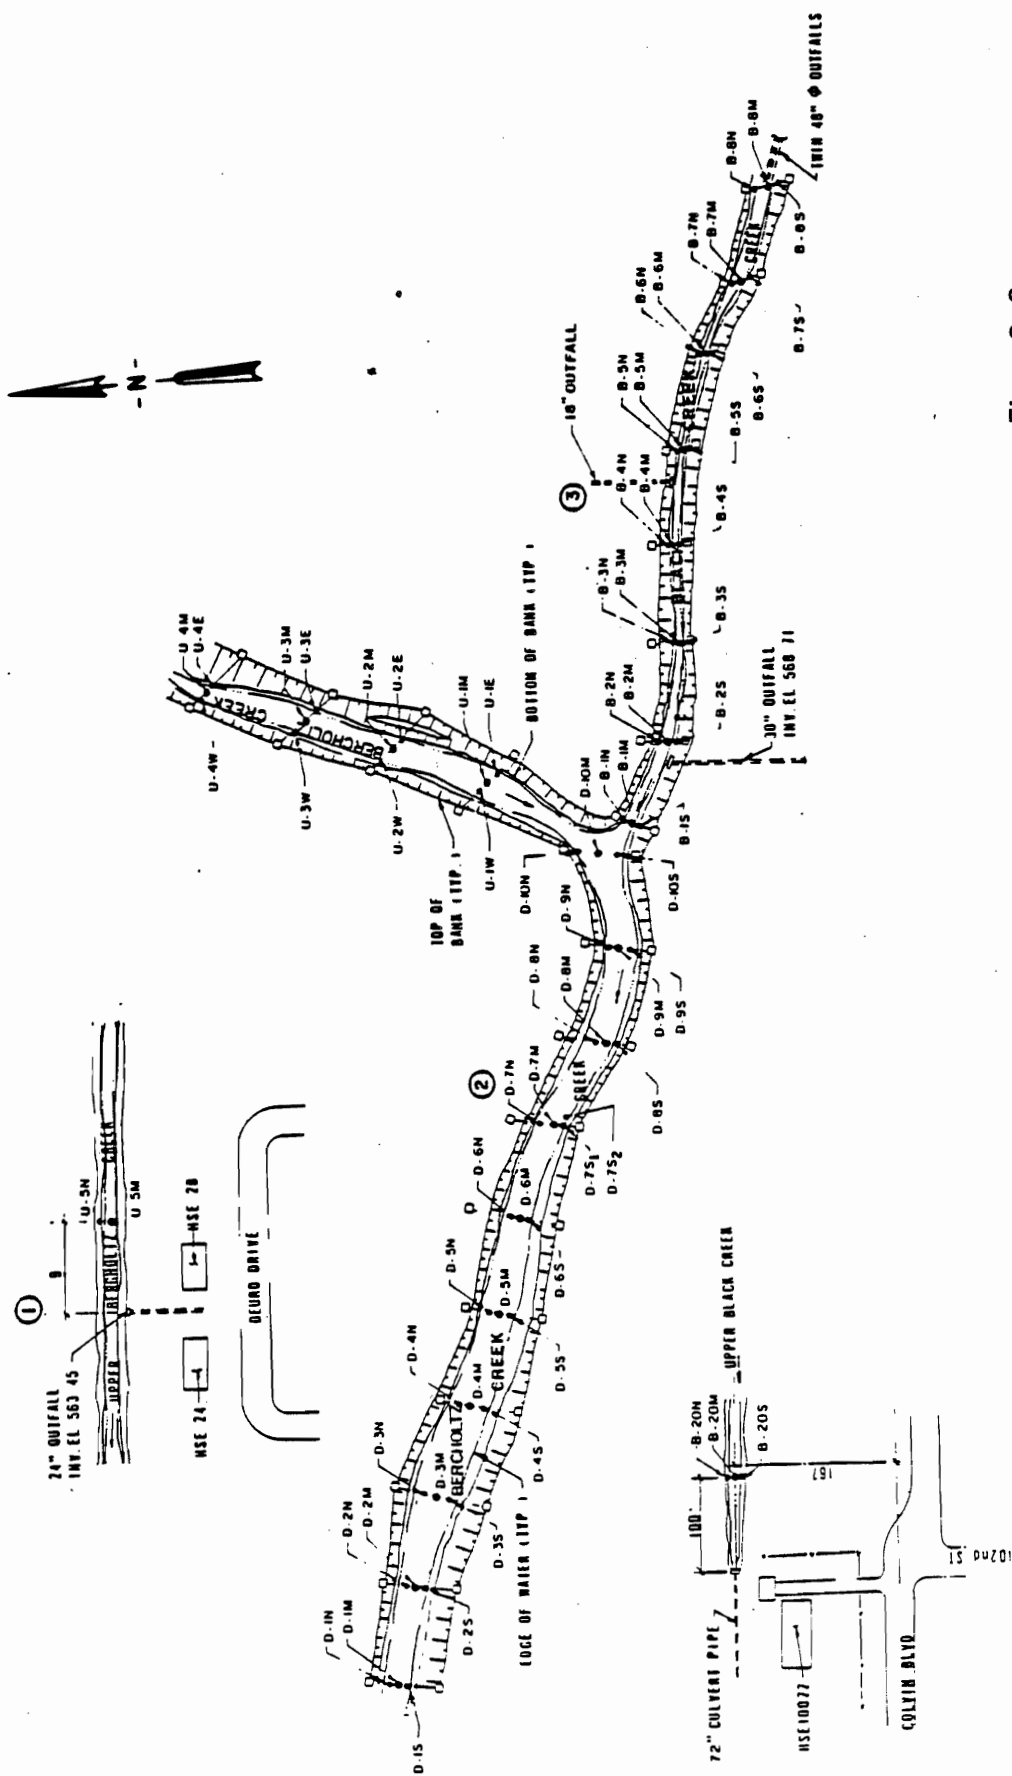 - N -
①
24" OUTFALL
INV. EL 563 45
UPPER
BERCHOLTZ
CREEK
U-5N
U 5M
HSE 24
HSE 28
DEURO DRIVE
U-4M
U-4E
U-3M
U-3E
U-2M
U-2E
U-1M
U-1E
U-4W
U-3W
U-2W
U-1W
CREEK
TOP OF
BANK (TYP. )
BOTTOM OF BANK (TYP )
②
③
18" OUTFALL
D-1N
D-1M
D-2N
D-2M
D-3N
D-3M
D-4N
D-4M
D-5N
D-5M
D-6N
D-6M
D-7N
D-7M
D-8N
D-8M
D-9N
D-10N
D-10M
B-1N
B-1M
B-2N
B-2M
B-3N
B-3M
B-4N
B-4M
B-5N
B-5M
B-6N
B-6M
B-7N
B-7M
B-8N
B-8M
BERCHOLTZ
CREEK
CREEK
BLACK
CREEK
CREEK
TWIN 48" Φ OUTFALLS
D-1S
D-2S
D-3S
D-4S
D-5S
D-6S
D-7S1
D-7S2
D-8S
D-9M
D-9S
D-10S
B-1S
B-2S
B-3S
B-4S
B-5S
B-6S
B-7S
B-8S
EDGE OF WATER (TYP )
30" OUTFALL
INV. EL 568 71
72" CULVERT PIPE
100'
B-20N
B-20M
B-20S
UPPER BLACK CREEK
HSE 10077
COLVIN BLVD
102nd ST